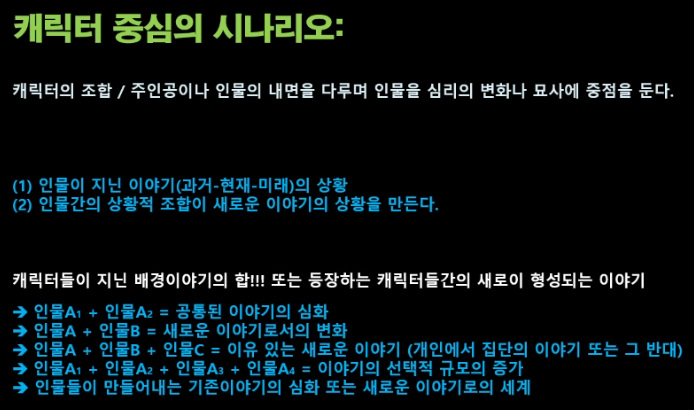 캐릭터 중심의 시나리오:
캐릭터의 조합 / 주인공이나 인물의 내면을 다루며 인물을 심리의 변화나 묘사에 중점을 둔다.
(1) 인물이 지닌 이야기(과거-현재-미래)의 상황
(2) 인물간의 상황적 조합이 새로운 이야기의 상황을 만든다.
캐릭터들이 지닌 배경이야기의 합!!! 또는 등장하는 캐릭터들간의 새로이 형성되는 이야기
➔ 인물A₁ + 인물A₂ = 공통된 이야기의 심화
➔ 인물A + 인물B = 새로운 이야기로서의 변화
➔ 인물A + 인물B + 인물C = 이유 있는 새로운 이야기 (개인에서 집단의 이야기 또는 그 반대)
➔ 인물A₁ + 인물A₂ + 인물A₃ + 인물A₄ = 이야기의 선택적 규모의 증가
➔ 인물들이 만들어내는 기존이야기의 심화 또는 새로운 이야기로의 세계